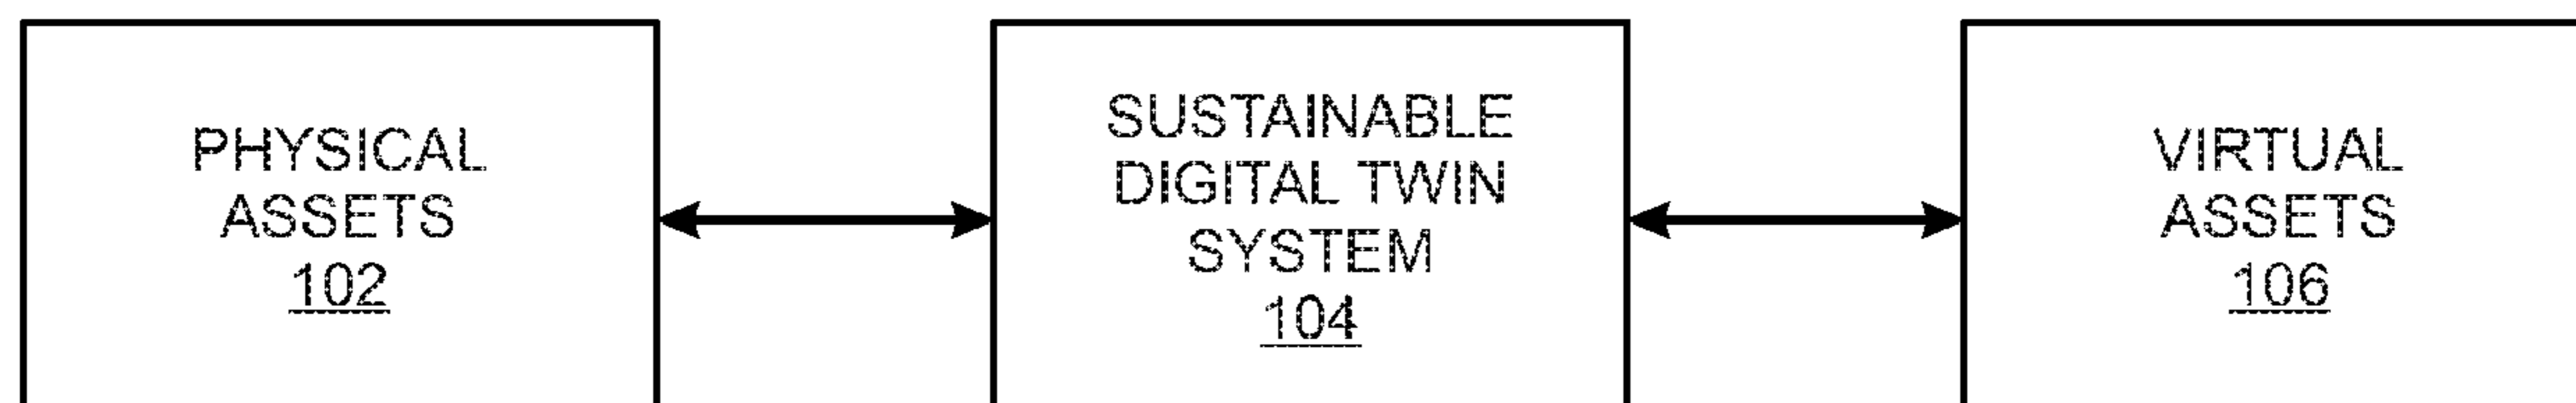 PHYSICAL
ASSETS
102
SUSTAINABLE
DIGITAL TWIN
SYSTEM
104
VIRTUAL
ASSETS
106